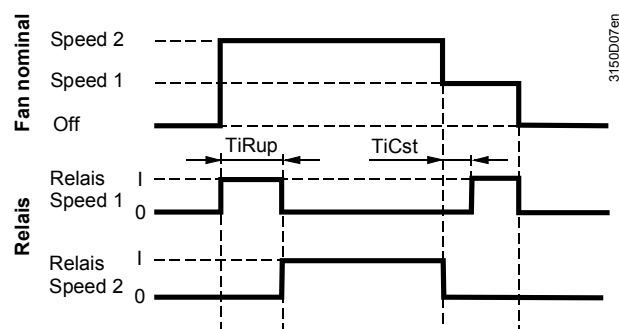 Fan nominal
Speed 2
Speed 1
Off
3150D07en
TiRup
TiCst
Relais
Relais
Speed 1
I
0
Relais
Speed 2
I
0